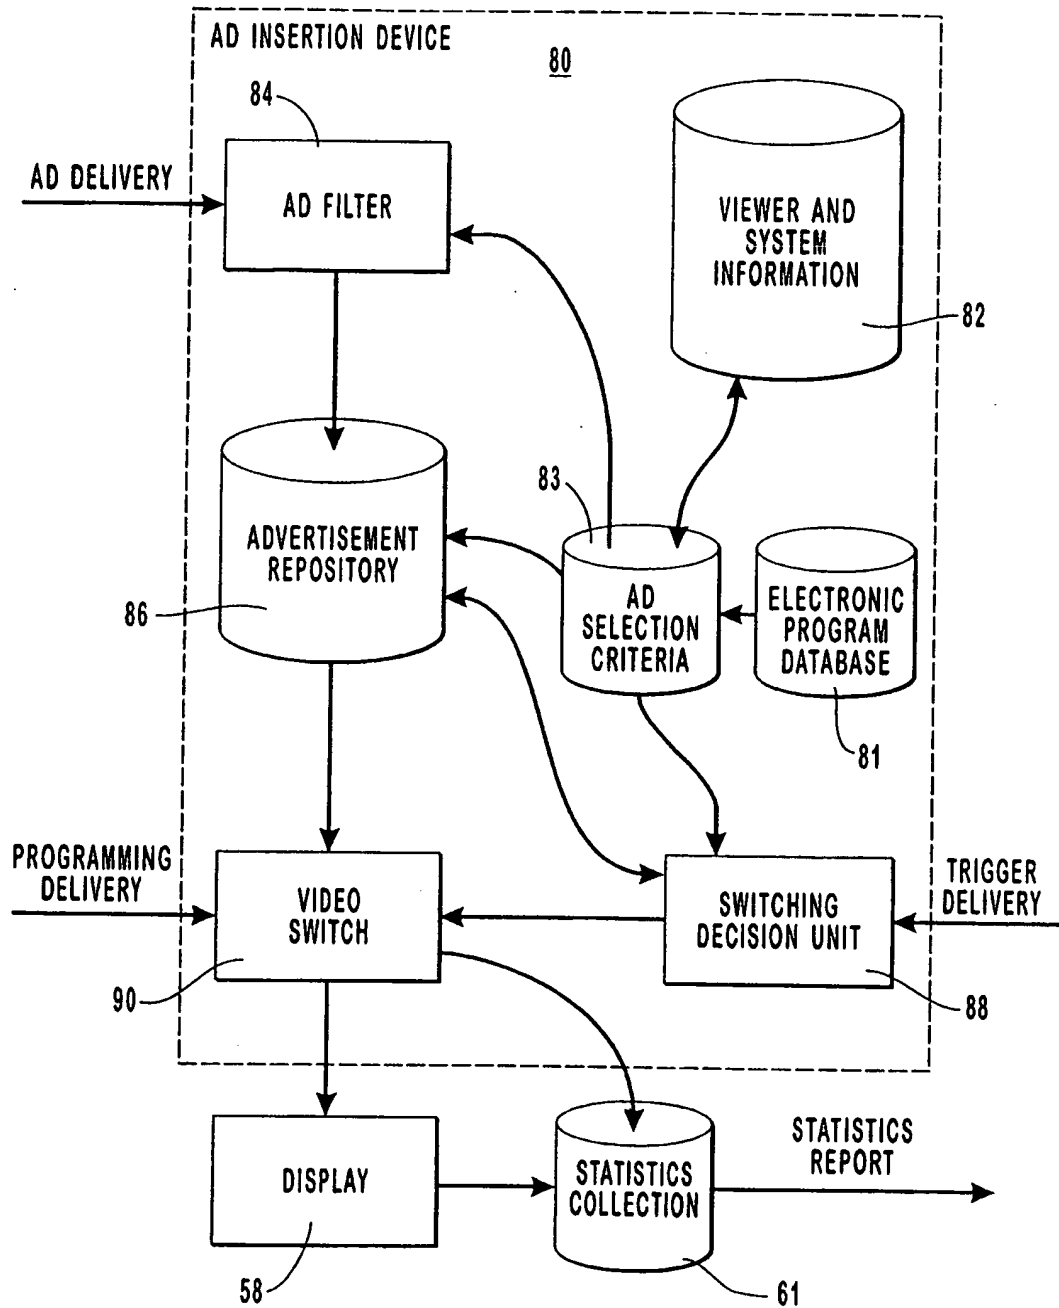 AD INSERTION DEVICE
80
84
AD DELIVERY
AD FILTER
VIEWER AND
SYSTEM
INFORMATION
82
83
ADVERTISEMENT
REPOSITORY
86
AD
SELECTION
CRITERIA
ELECTRONIC
PROGRAM
DATABASE
81
PROGRAMMING
DELIVERY
VIDEO
SWITCH
90
SWITCHING
DECISION UNIT
88
TRIGGER
DELIVERY
DISPLAY
58
STATISTICS
COLLECTION
61
STATISTICS
REPORT